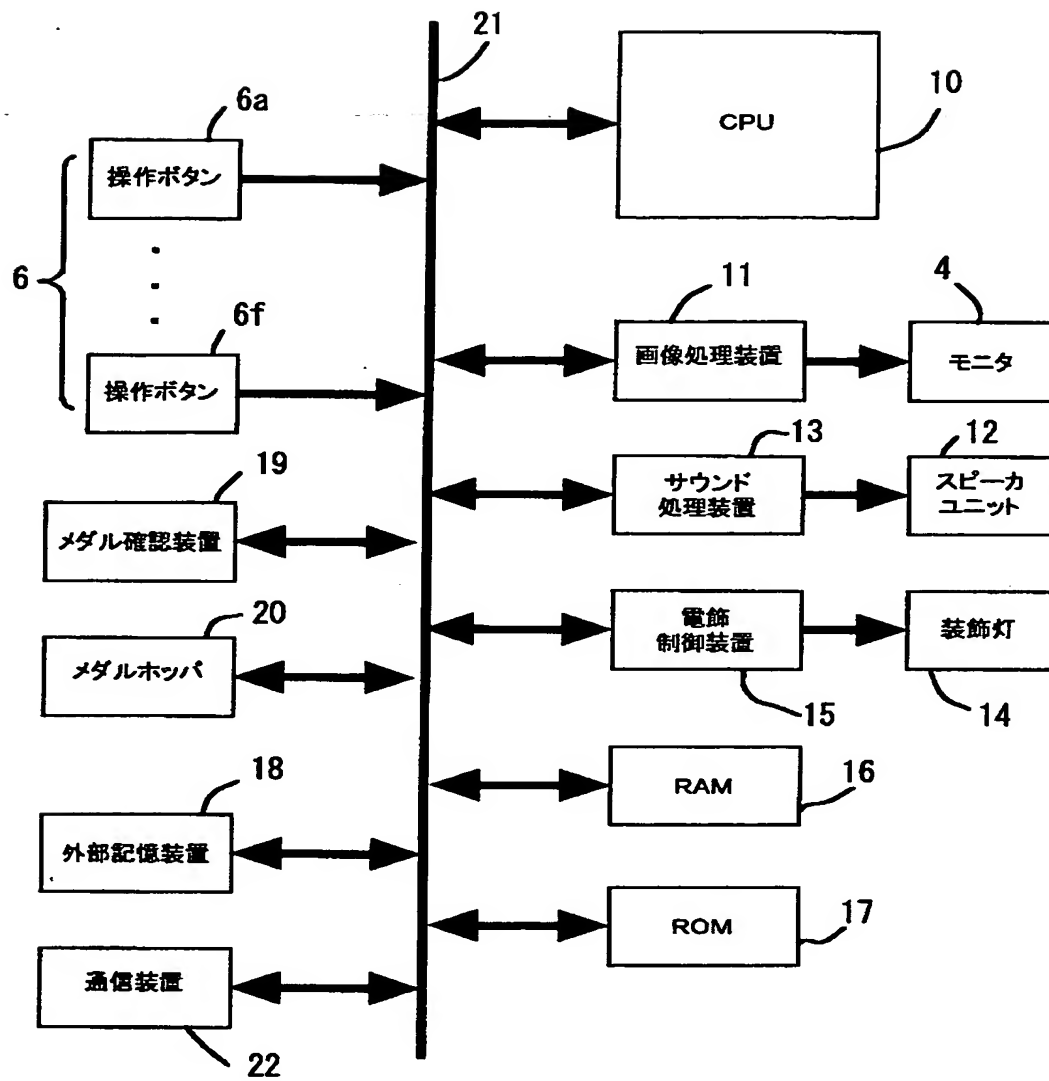 21
10
CPU
6a
操作ボタン
6
6f
操作ボタン
11
画像処理装置
4
モニタ
19
メダル確認装置
13
サウンド
処理装置
12
スピーカ
ユニット
20
メダルホッパ
電飾
制御装置
15
装飾灯
14
18
外部記憶装置
RAM
16
通信装置
22
ROM
17